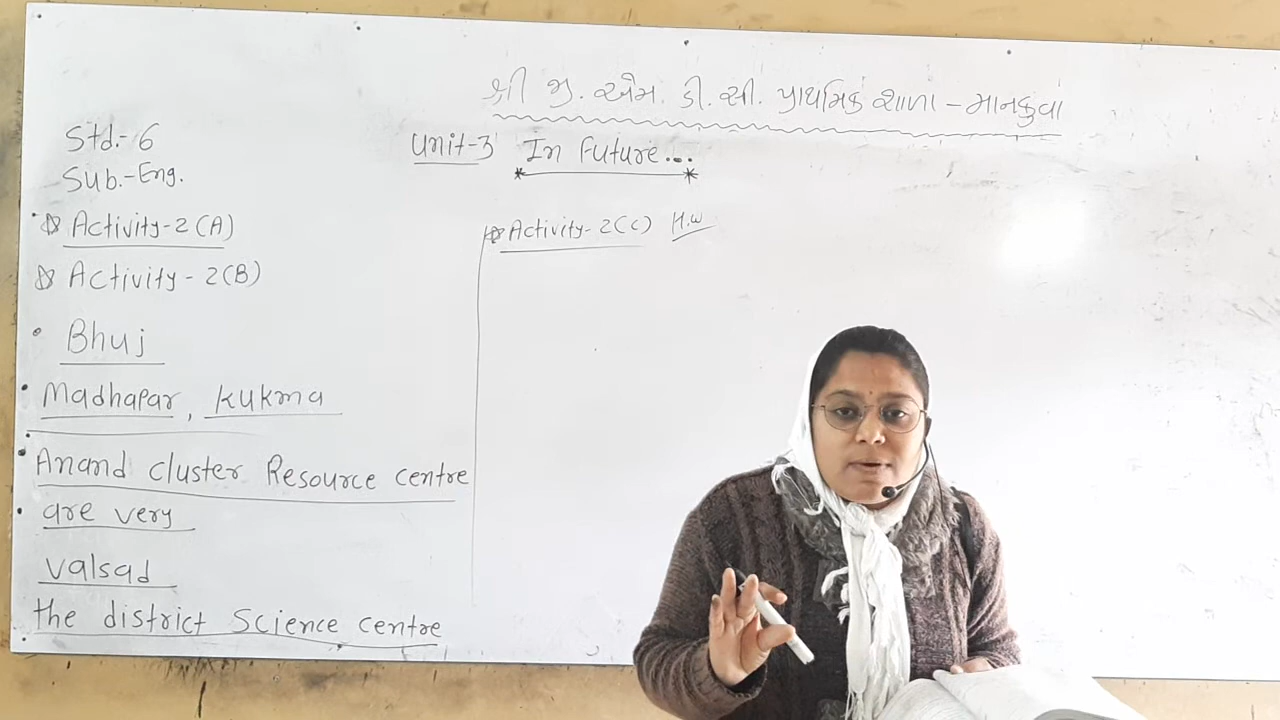 શ્રી જી. એમ. ડી. સી. પ્રાથમિક શાળા - માનકુવા
Std:- 6
Sub.-Eng.
Unit-3 In Future...
Activity-2(A)
Activity-2(B)
Bhuj
Madhapar, Kukma
Anand Cluster Resource centre
are very
valsad
the district Science centre
Activity-2(C) H.W